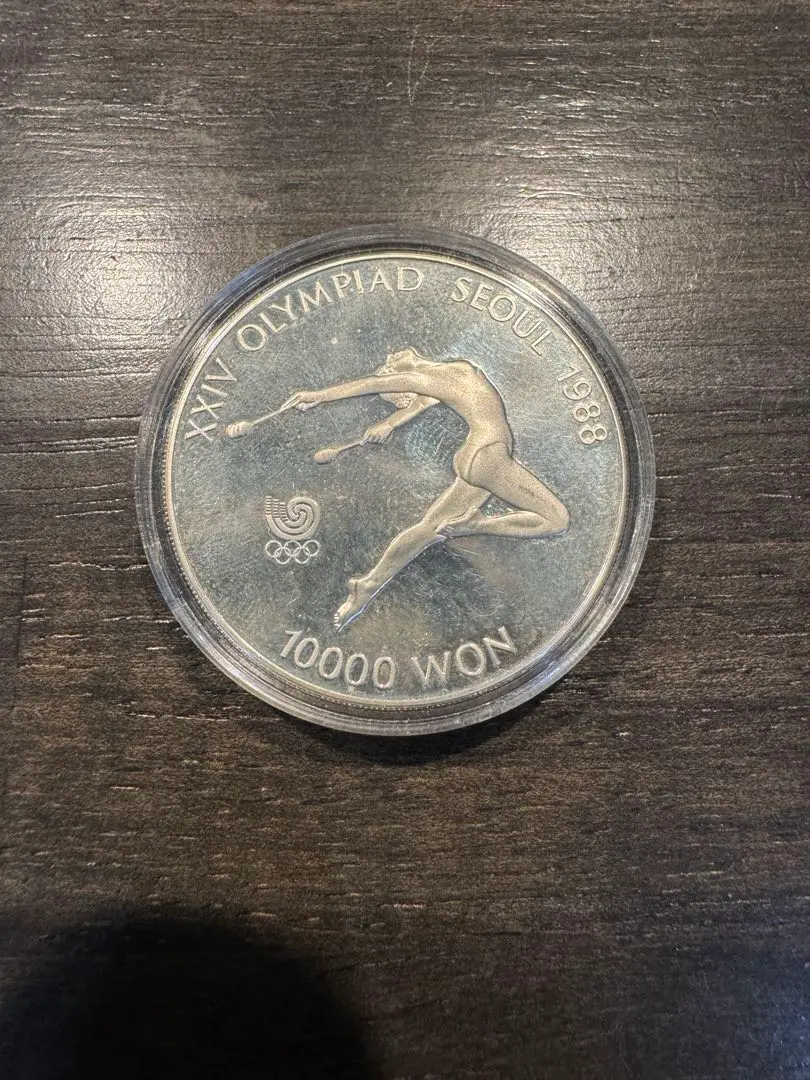 XXIV OLYMPIAD SEOUL 1988
10000 WON